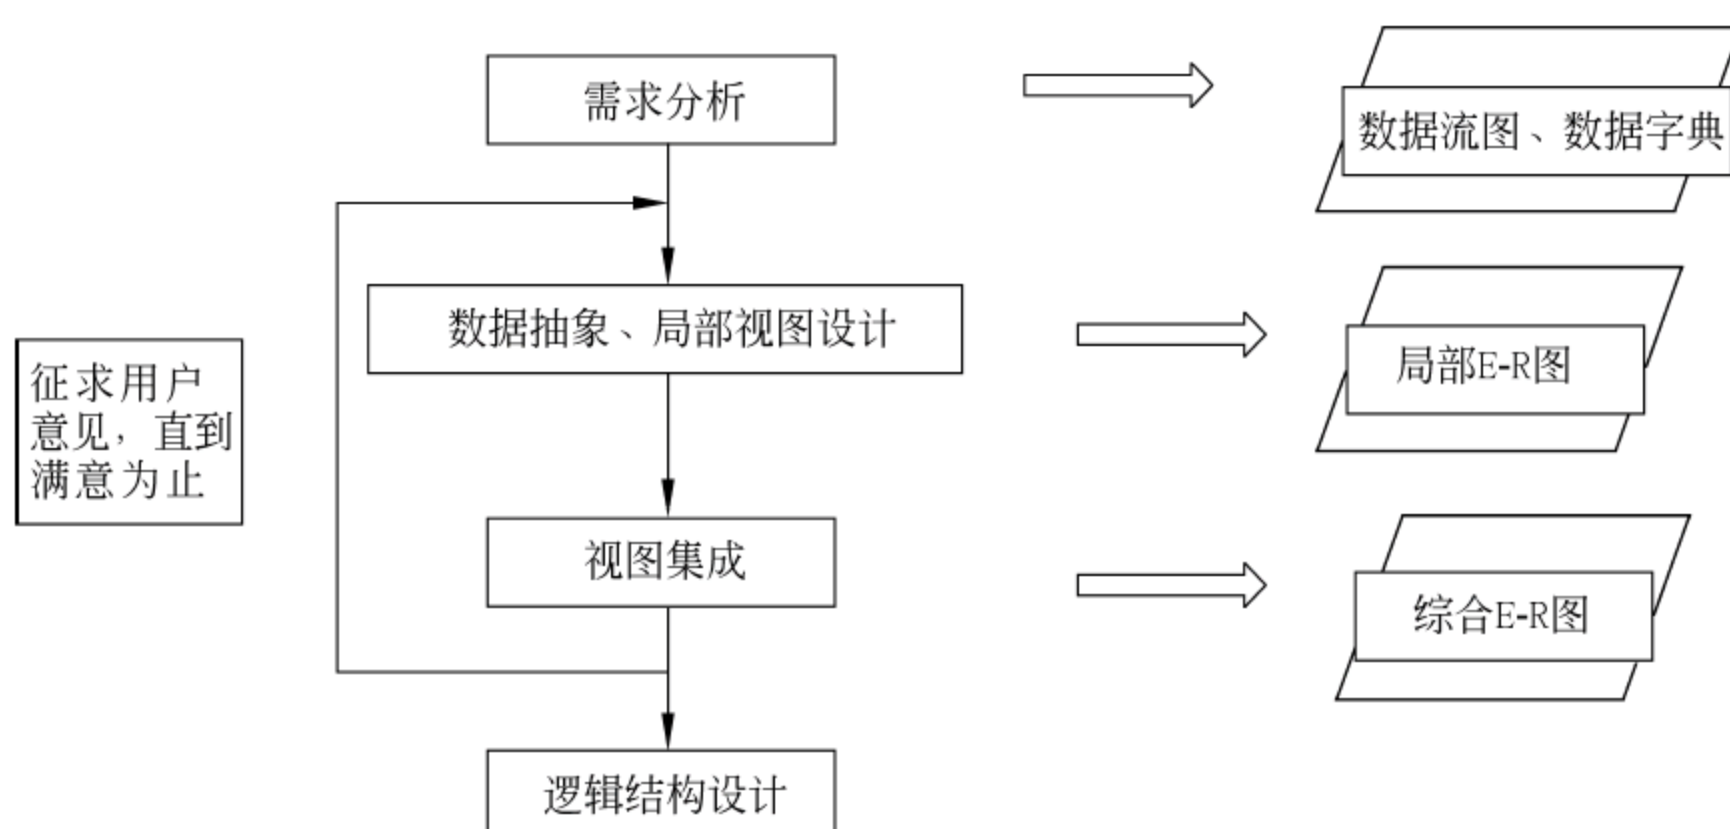 需求分析
数据流图、数据字典
数据抽象、局部视图设计
局部E-R图
征求用户
意见，直到
满意为止
视图集成
综合E-R图
逻辑结构设计